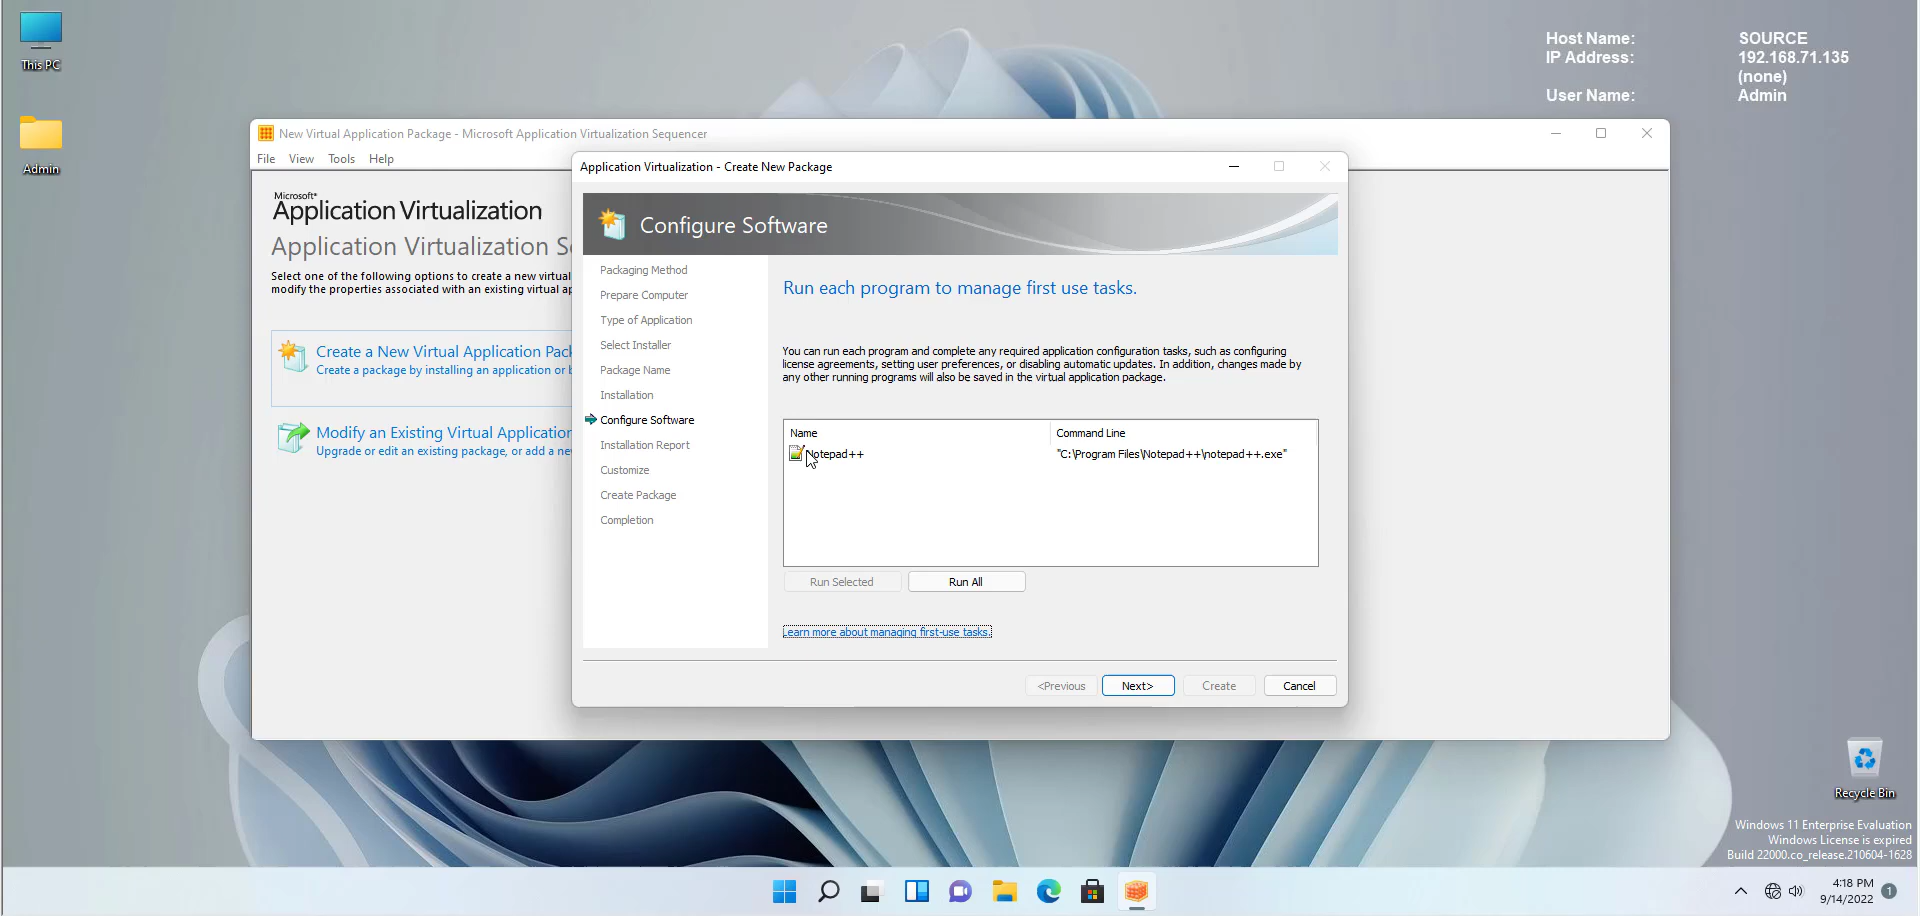 This PC
Admin
Host Name: SOURCE
IP Address: 192.168.71.135
(none)
User Name: Admin
New Virtual Application Package - Microsoft Application Virtualization Sequencer
File View Tools Help
Microsoft*
Application Virtualization
Application Virtualization S
Select one of the following options to create a new virtual
modify the properties associated with an existing virtual ap
Create a New Virtual Application Pack
Create a package by installing an application or b
Modify an Existing Virtual Application
Upgrade or edit an existing package, or add a new
Application Virtualization - Create New Package
Configure Software
Packaging Method
Prepare Computer
Type of Application
Select Installer
Package Name
Installation
Configure Software
Installation Report
Customize
Create Package
Completion
Run each program to manage first use tasks.
You can run each program and complete any required application configuration tasks, such as configuring
license agreements, setting user preferences, or disabling automatic updates. In addition, changes made by
any other running programs will also be saved in the virtual application package.
Name Command Line
Notepad++ "C:\Program Files\Notepad++\notepad++.exe"
Run Selected Run All
Learn more about managing first-use tasks.
<Previous Next> Create Cancel
Recycle Bin
Windows 11 Enterprise Evaluation
Windows License is expired
Build 22000.co_release.210604-1628
4:18 PM
9/14/2022
1